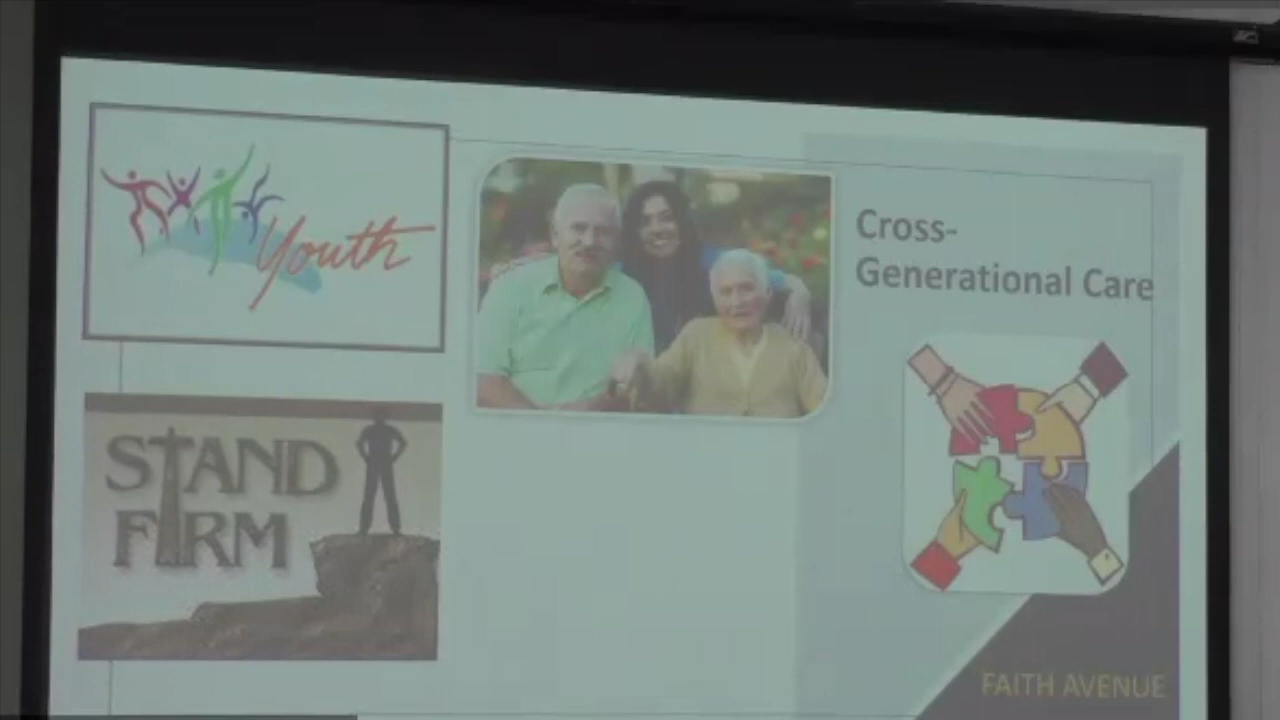 Youth
STAND
FIRM
Cross-
Generational Care
FAITH AVENUE